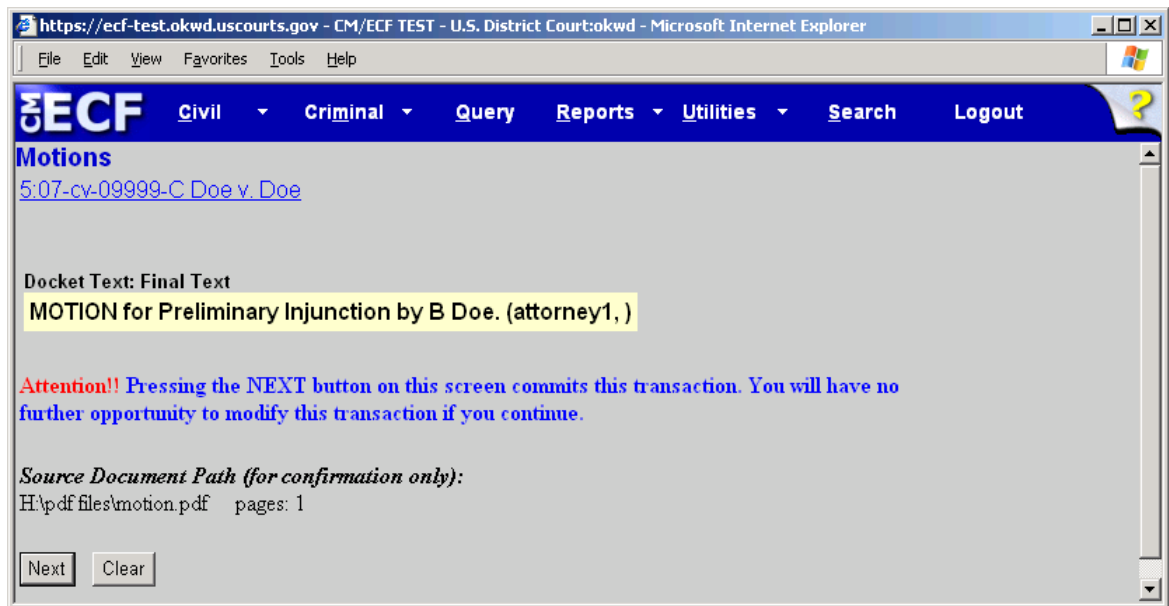 https://ecf-test.okwd.uscourts.gov - CM/ECF TEST - U.S. District Court:okwd - Microsoft Internet Explorer
File Edit View Favorites Tools Help
CM ECF Civil Criminal Query Reports Utilities Search Logout ?
Motions
5:07-cv-09999-C Doe v. Doe
Docket Text: Final Text
MOTION for Preliminary Injunction by B Doe. (attorney1, )
Attention!! Pressing the NEXT button on this screen commits this transaction. You will have no
further opportunity to modify this transaction if you continue.
Source Document Path (for confirmation only):
H:\pdf files\motion.pdf pages: 1
Next Clear